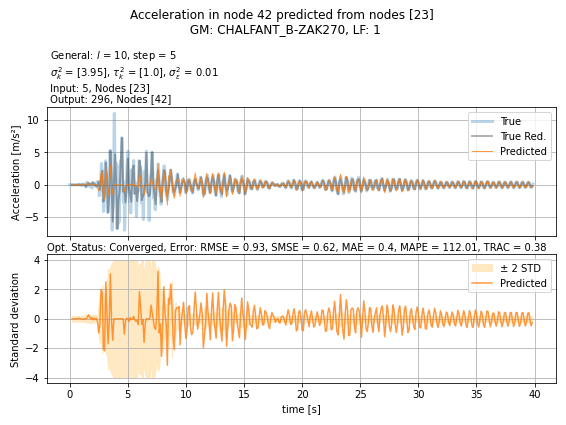 Acceleration in node 42 predicted from nodes [23]
GM: CHALFANT_B-ZAK270, LF: 1
General: l = 10, step = 5
σ²ₖ = [3.95], τ²ₖ = [1.0], σ²ε = 0.01
Input: 5, Nodes [23]
Output: 296, Nodes [42]
Acceleration [m/s²]
10
5
0
−5
True
True Red.
Predicted
Opt. Status: Converged, Error: RMSE = 0.93, SMSE = 0.62, MAE = 0.4, MAPE = 112.01, TRAC = 0.38
Standard deviation
4
2
0
−2
−4
± 2 STD
Predicted
0 5 10 15 20 25 30 35 40
time [s]